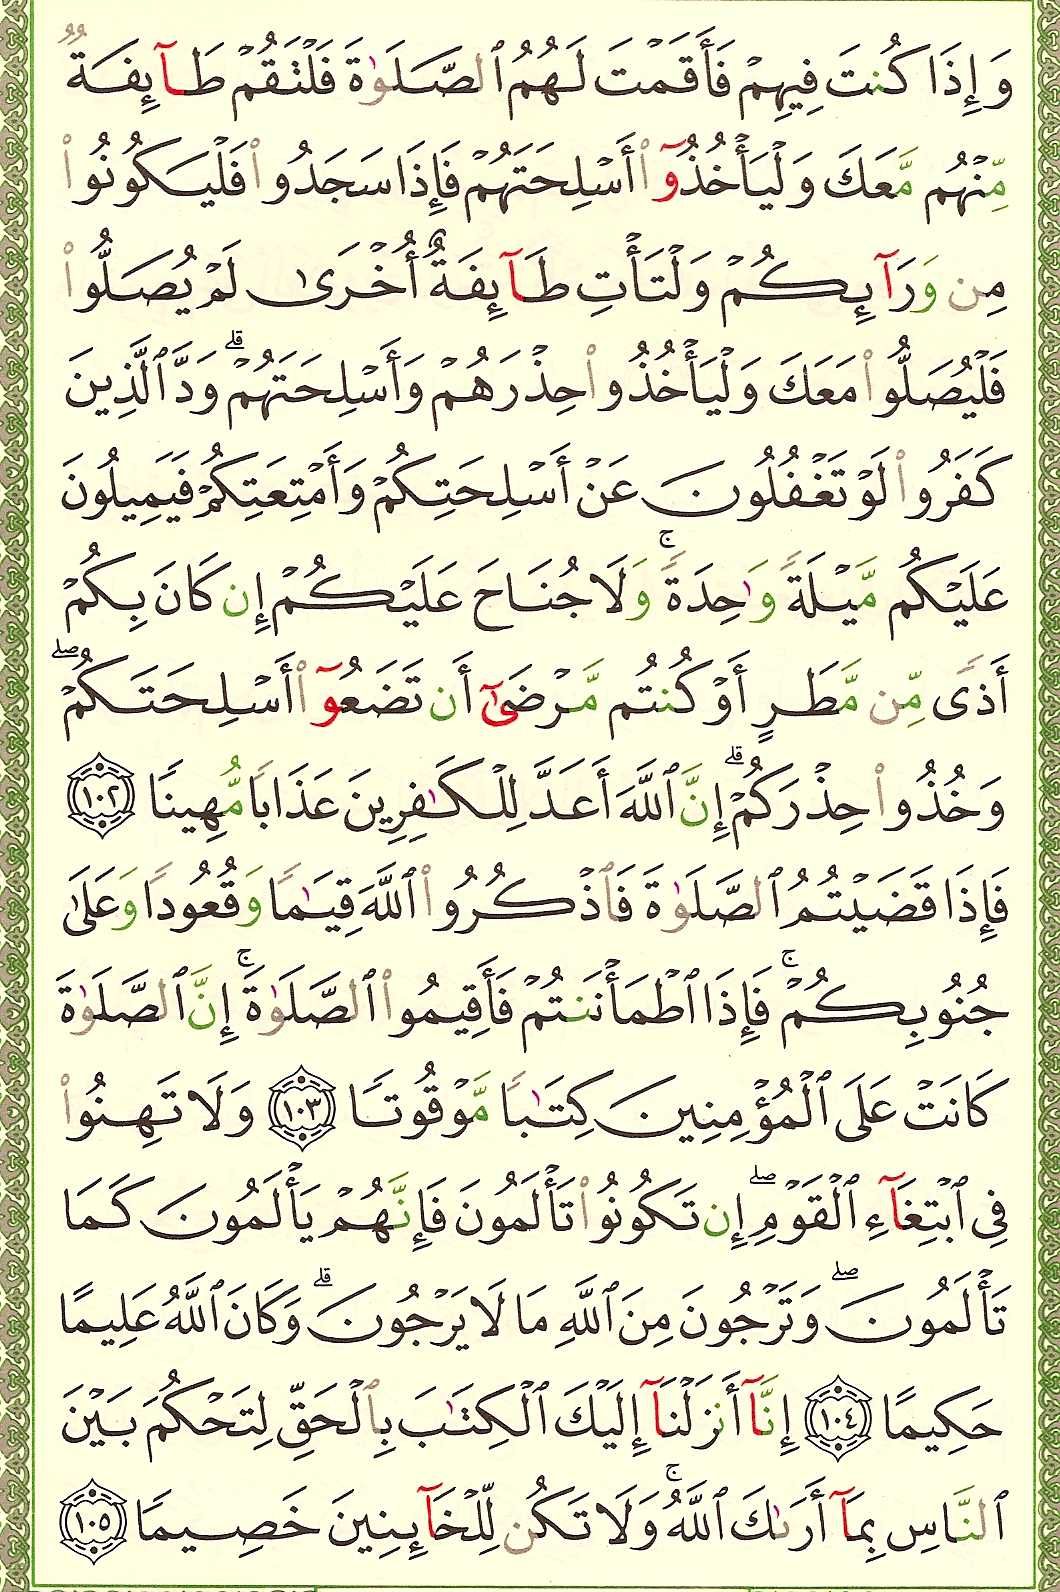 وَإِذَا كُنتَ فِيهِمۡ فَأَقَمۡتَ لَهُمُ ٱلصَّلَوٰةَ فَلۡتَقُمۡ طَآئِفَةٞ
مِّنۡهُم مَّعَكَ وَلۡيَأۡخُذُوٓاْ أَسۡلِحَتَهُمۡ فَإِذَا سَجَدُواْ فَلۡيَكُونُواْ
مِن وَرَآئِكُمۡ وَلۡتَأۡتِ طَآئِفَةٌ أُخۡرَىٰ لَمۡ يُصَلُّواْ
فَلۡيُصَلُّواْ مَعَكَ وَلۡيَأۡخُذُواْ حِذۡرَهُمۡ وَأَسۡلِحَتَهُمۡۗ وَدَّ ٱلَّذِينَ
كَفَرُواْ لَوۡ تَغۡفُلُونَ عَنۡ أَسۡلِحَتِكُمۡ وَأَمۡتِعَتِكُمۡ فَيَمِيلُونَ
عَلَيۡكُم مَّيۡلَةٗ وَٰحِدَةٗۚ وَلَا جُنَاحَ عَلَيۡكُمۡ إِن كَانَ بِكُمۡ
أَذٗى مِّن مَّطَرٍ أَوۡ كُنتُم مَّرۡضَىٰٓ أَن تَضَعُوٓاْ أَسۡلِحَتَكُمۡۖ
وَخُذُواْ حِذۡرَكُمۡۗ إِنَّ ٱللَّهَ أَعَدَّ لِلۡكَٰفِرِينَ عَذَابٗا مُّهِينٗا ١٠٢
فَإِذَا قَضَيۡتُمُ ٱلصَّلَوٰةَ فَٱذۡكُرُواْ ٱللَّهَ قِيَٰمٗا وَقُعُودٗا وَعَلَىٰ
جُنُوبِكُمۡۚ فَإِذَا ٱطۡمَأۡنَنتُمۡ فَأَقِيمُواْ ٱلصَّلَوٰةَۚ إِنَّ ٱلصَّلَوٰةَ
كَانَتۡ عَلَى ٱلۡمُؤۡمِنِينَ كِتَٰبٗا مَّوۡقُوتٗا ١٠٣ وَلَا تَهِنُواْ
فِي ٱبۡتِغَآءِ ٱلۡقَوۡمِۖ إِن تَكُونُواْ تَأۡلَمُونَ فَإِنَّهُمۡ يَأۡلَمُونَ كَمَا
تَأۡلَمُونَۖ وَتَرۡجُونَ مِنَ ٱللَّهِ مَا لَا يَرۡجُونَۗ وَكَانَ ٱللَّهُ عَلِيمًا
حَكِيمًا ١٠٤ إِنَّآ أَنزَلۡنَآ إِلَيۡكَ ٱلۡكِتَٰبَ بِٱلۡحَقِّ لِتَحۡكُمَ بَيۡنَ
ٱلنَّاسِ بِمَآ أَرَىٰكَ ٱللَّهُۚ وَلَا تَكُن لِّلۡخَآئِنِينَ خَصِيمٗا ١٠٥